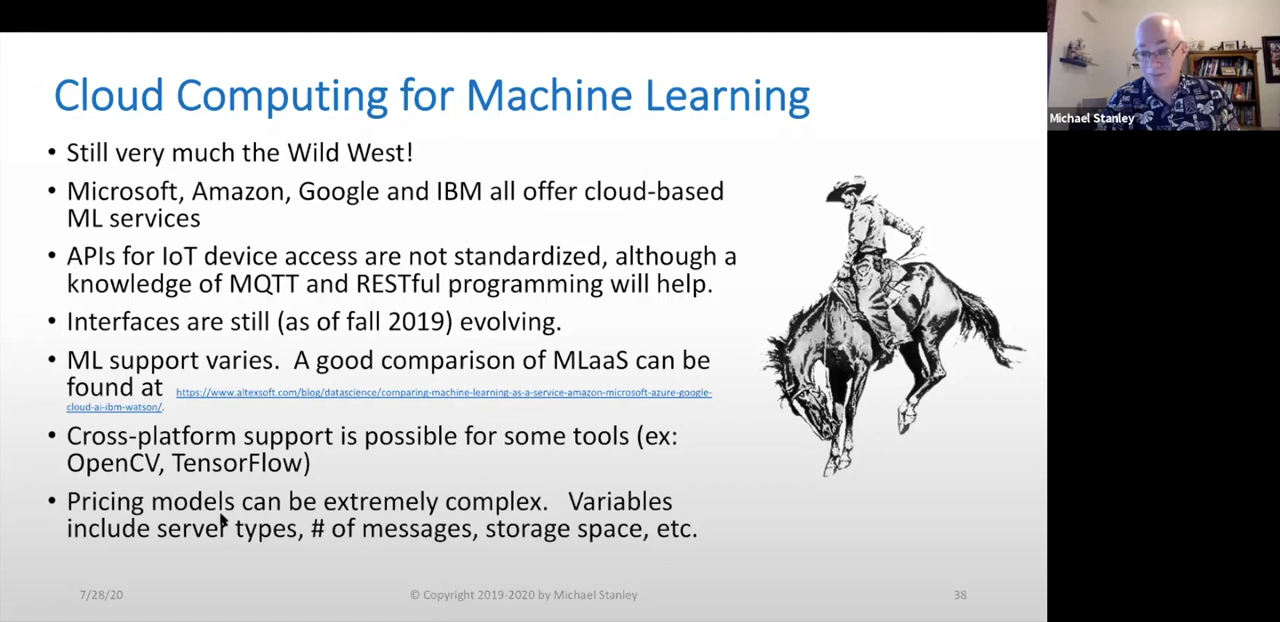 Cloud Computing for Machine Learning
• Still very much the Wild West!
• Microsoft, Amazon, Google and IBM all offer cloud-based
ML services
• APIs for IoT device access are not standardized, although a
knowledge of MQTT and RESTful programming will help.
• Interfaces are still (as of fall 2019) evolving.
• ML support varies.  A good comparison of MLaaS can be
found at https://www.altexsoft.com/blog/datascience/comparing-machine-learning-as-a-service-amazon-microsoft-azure-google-
cloud-ai-ibm-watson/.
• Cross-platform support is possible for some tools (ex:
OpenCV, TensorFlow)
• Pricing models can be extremely complex.   Variables
include server types, # of messages, storage space, etc.
7/28/20
© Copyright 2019-2020 by Michael Stanley
38
Michael Stanley